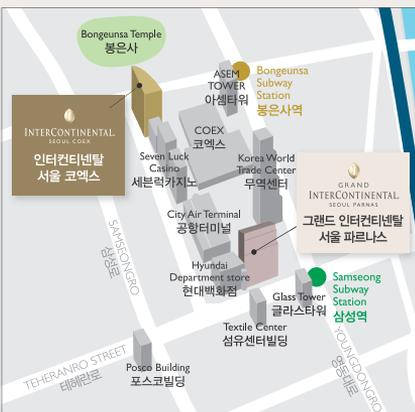 Bongeunsa Temple
봉은사
ASEM
TOWER
아셈타워
Bongeunsa
Subway
Station
봉은사역
INTERCONTINENTAL
SEOUL COEX
인터컨티넨탈
서울 코엑스
COEX
코엑스
Seven Luck
Casino
세븐럭카지노
Korea World
Trade Center
무역센터
GRAND
INTERCONTINENTAL
SEOUL PARNAS
그랜드 인터컨티넨탈
서울 파르나스
City Air Terminal
공항터미널
SAMSEONGRO
삼성로
Hyundai
Department store
현대백화점
Samseong
Subway
Station
삼성역
Glass Tower
글라스타워
Textile Center
섬유센터빌딩
YOUNGDONGRO
영동대로
TEHERANRO STREET
테헤란로
Posco Building
포스코빌딩